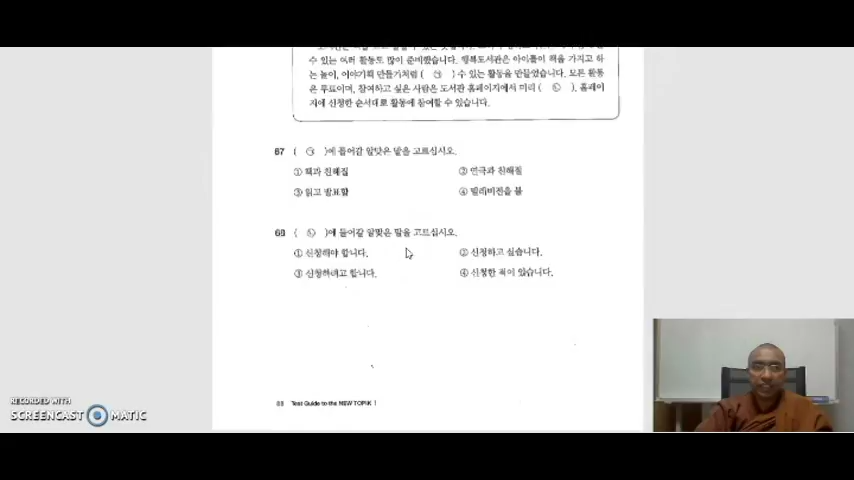 수 있는 여러 활동도 많이 준비했습니다. 행복도서관은 아이들이 책을 가지고 하
는 놀이, 이야기책 만들기처럼 ( ㉠ ) 수 있는 활동을 만들었습니다. 모든 활동
은 무료이며, 참여하고 싶은 사람은 도서관 홈페이지에서 미리 ( ㉡ ). 홈페이
지에 신청한 순서대로 활동에 참여할 수 있습니다.
67 ( ㉠ )에 들어갈 알맞은 말을 고르십시오.
① 책과 친해질 ② 연극과 친해질
③ 읽고 발표할 ④ 텔레비전을 볼
68 ( ㉡ )에 들어갈 알맞은 말을 고르십시오.
① 신청해야 합니다. ② 신청하고 싶습니다.
③ 신청하려고 합니다. ④ 신청한 적이 있습니다.
88 Test Guide to the NEW TOPIK I
RECORDED WITH
SCREENCAST MATIC